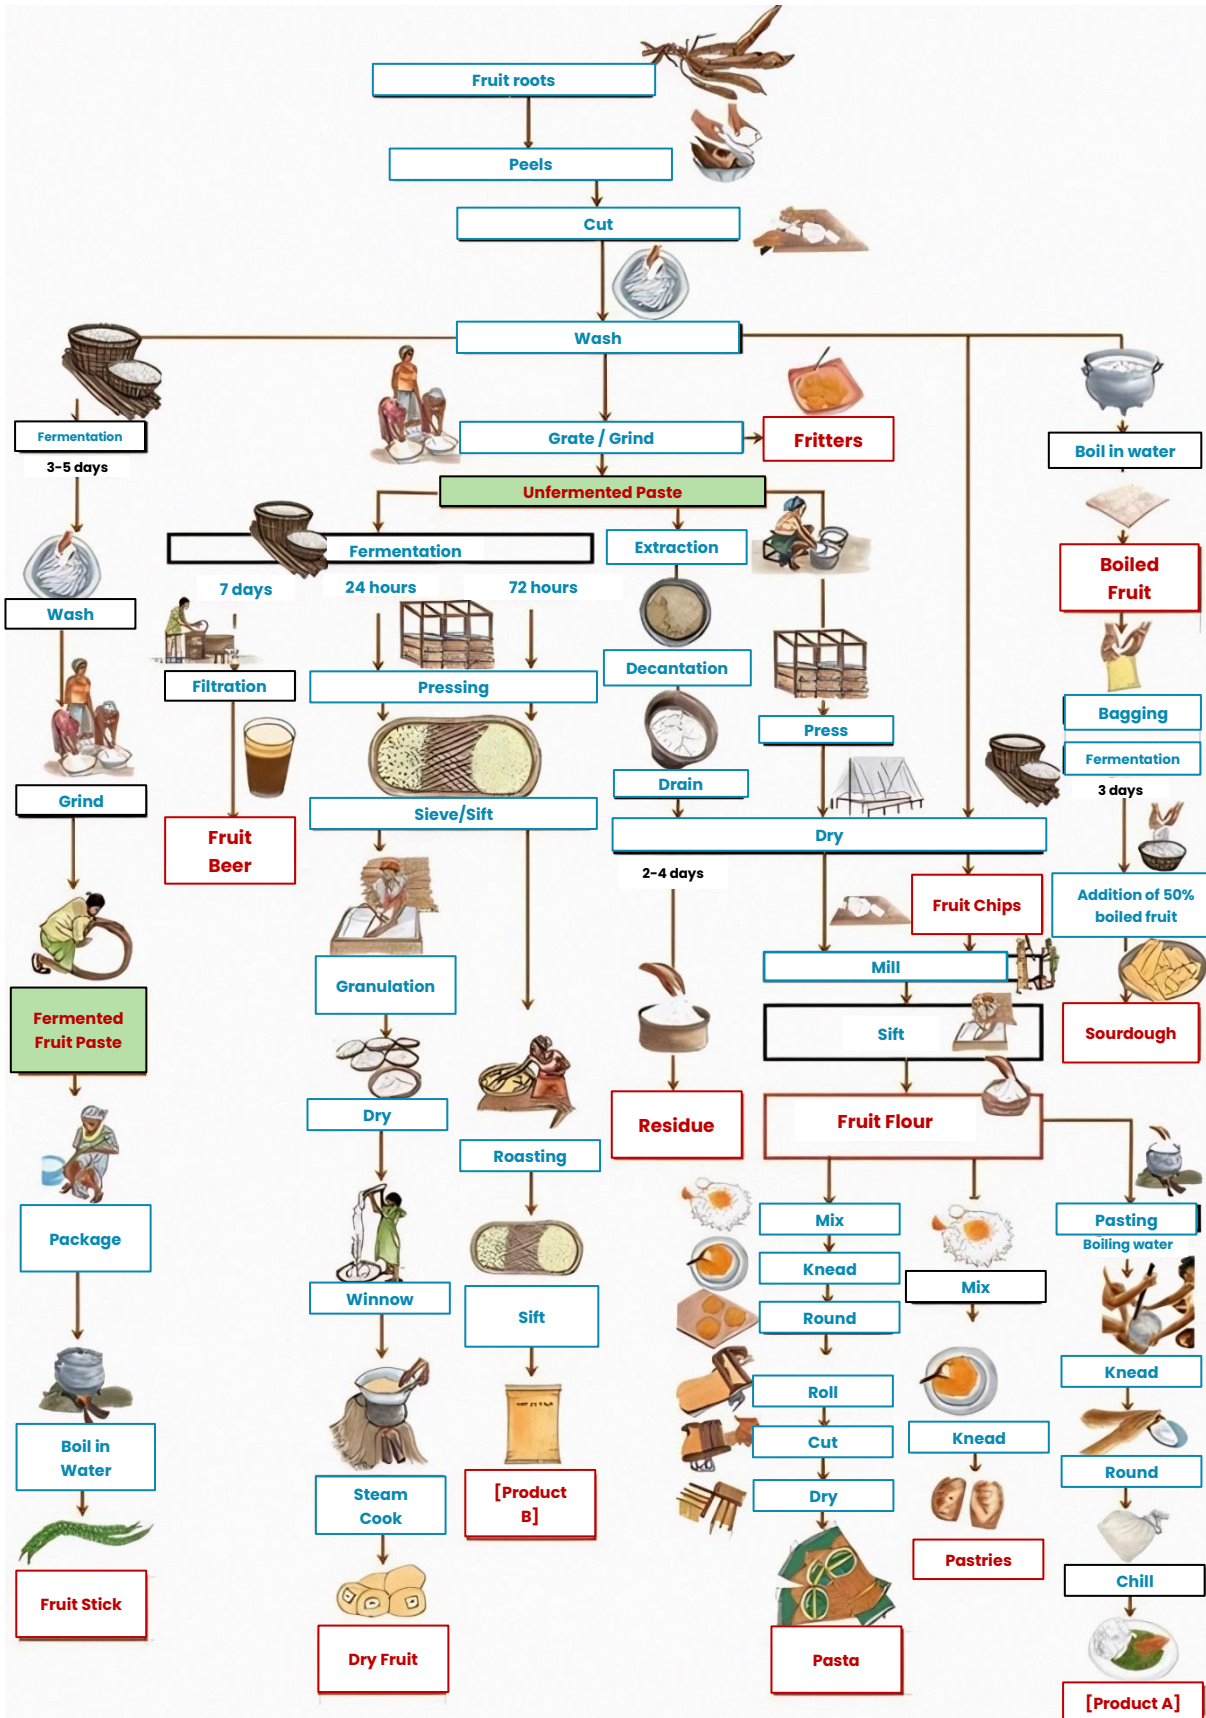 Fruit roots
Peels
Cut
Wash
Grate / Grind
Fritters
Unfermented Paste
Fermentation
3-5 days
Wash
Grind
Fermented
Fruit Paste
Package
Boil in
Water
Fruit Stick
Fermentation
7 days
24 hours
72 hours
Filtration
Fruit
Beer
Pressing
Sieve/Sift
Granulation
Dry
Winnow
Steam
Cook
Dry Fruit
Roasting
Sift
[Product
B]
Extraction
Decantation
Drain
Press
Dry
2-4 days
Residue
Fruit Chips
Mill
Sift
Fruit Flour
Mix
Knead
Round
Roll
Cut
Dry
Pasta
Mix
Knead
Pastries
Pasting
Boiling water
Knead
Round
Chill
[Product A]
Boil in water
Boiled
Fruit
Bagging
Fermentation
3 days
Addition of 50%
boiled fruit
Sourdough